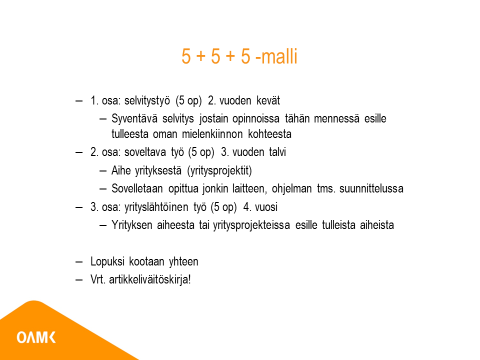 5 + 5 + 5 -malli
– 1. osa: selvitystyö (5 op) 2. vuoden kevät
– Syventävä selvitys jostain opinnoissa tähän mennessä esille
tulleesta oman mielenkiinnon kohteesta
– 2. osa: soveltava työ (5 op) 3. vuoden talvi
– Aihe yrityksestä (yritysprojektit)
– Sovelletaan opittua jonkin laitteen, ohjelman tms. suunnittelussa
– 3. osa: yrityslähtöinen työ (5 op) 4. vuosi
– Yrityksen aiheesta tai yritysprojekteissa esille tulleista aiheista
– Lopuksi kootaan yhteen
– Vrt. artikkeliväitöskirja!
OAMK